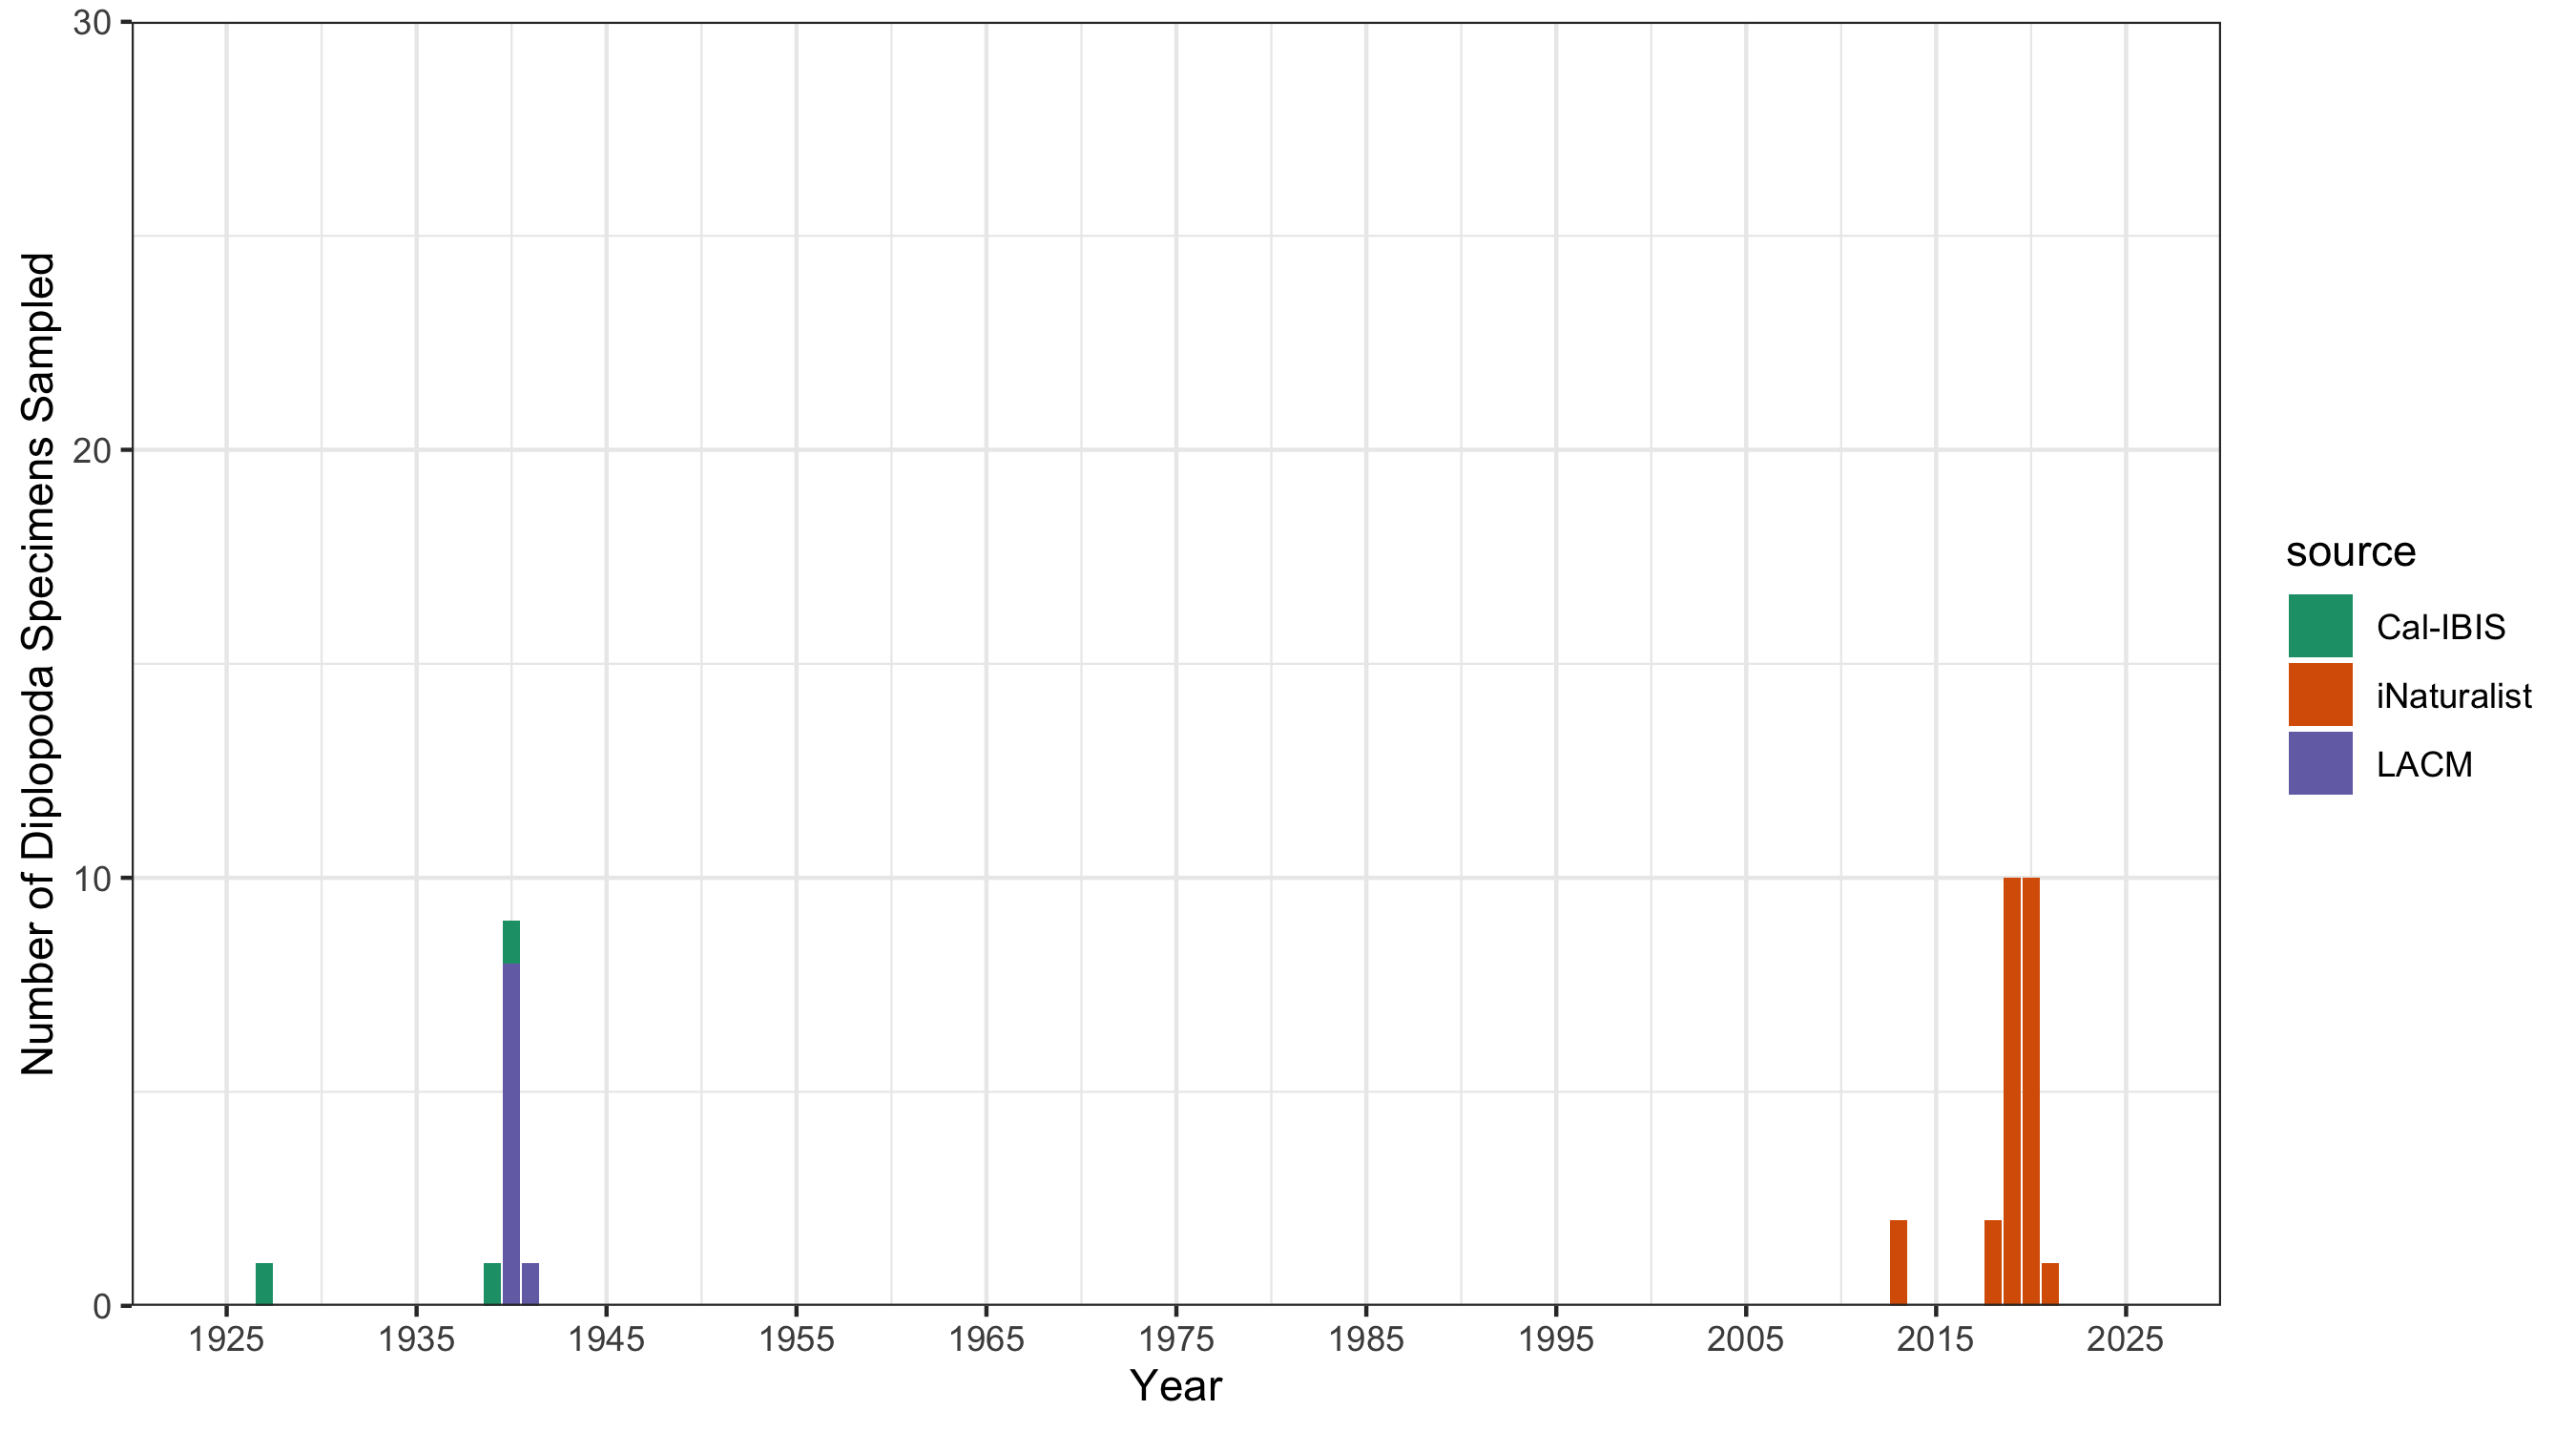 Number of Diplopoda Specimens Sampled
30
20
10
0
1925 1935 1945 1955 1965 1975 1985 1995 2005 2015 2025
Year
source
Cal-IBIS
iNaturalist
LACM